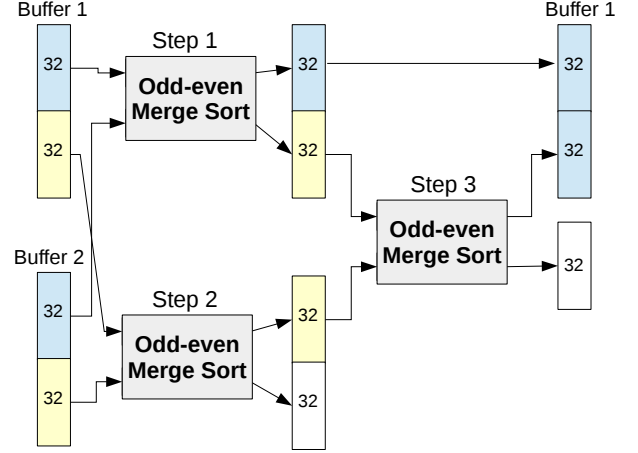 Buffer 1
Buffer 1
Step 1
32
Odd-even
Merge Sort
32
32
32
32
32
Step 3
Odd-even
Merge Sort
Buffer 2
32
Step 2
32
Odd-even
Merge Sort
32
32
32